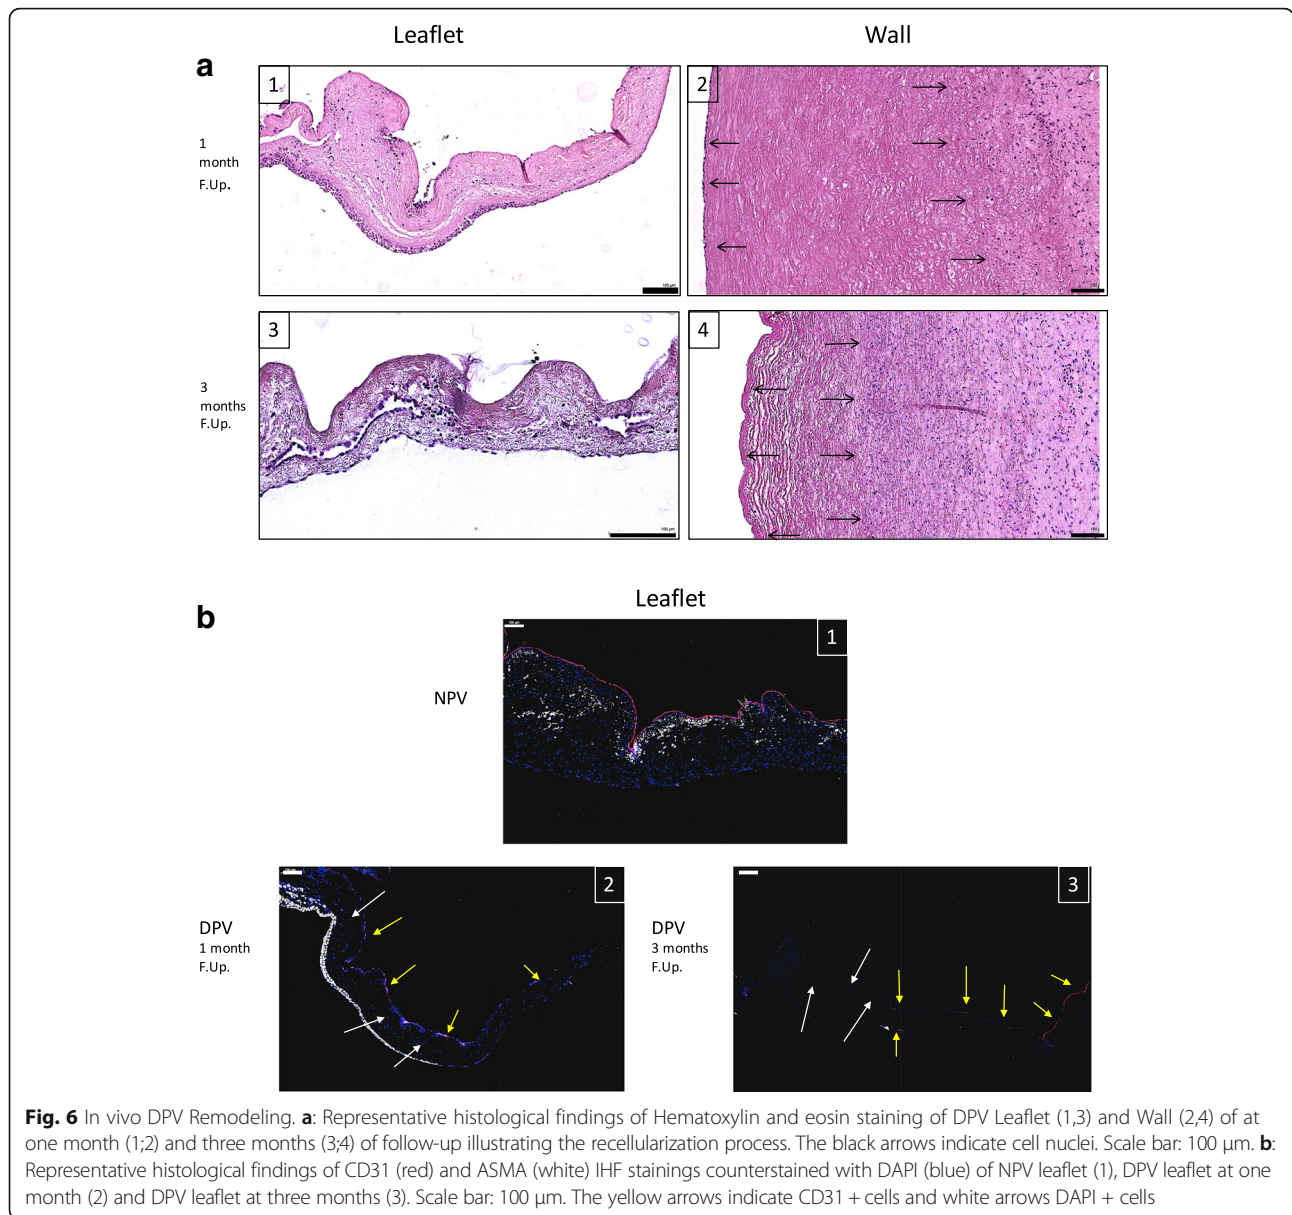 Leaflet
Wall
a
1
2
1
month
F.Up.
3
4
3
months
F.Up.
Leaflet
b
1
NPV
2
3
DPV
1 month
F.Up.
DPV
3 months
F.Up.
Fig. 6 In vivo DPV Remodeling. a: Representative histological findings of Hematoxylin and eosin staining of DPV Leaflet (1,3) and Wall (2,4) of at
one month (1;2) and three months (3;4) of follow-up illustrating the recellularization process. The black arrows indicate cell nuclei. Scale bar: 100 μm. b:
Representative histological findings of CD31 (red) and ASMA (white) IHF stainings counterstained with DAPI (blue) of NPV leaflet (1), DPV leaflet at one
month (2) and DPV leaflet at three months (3). Scale bar: 100 μm. The yellow arrows indicate CD31 + cells and white arrows DAPI + cells